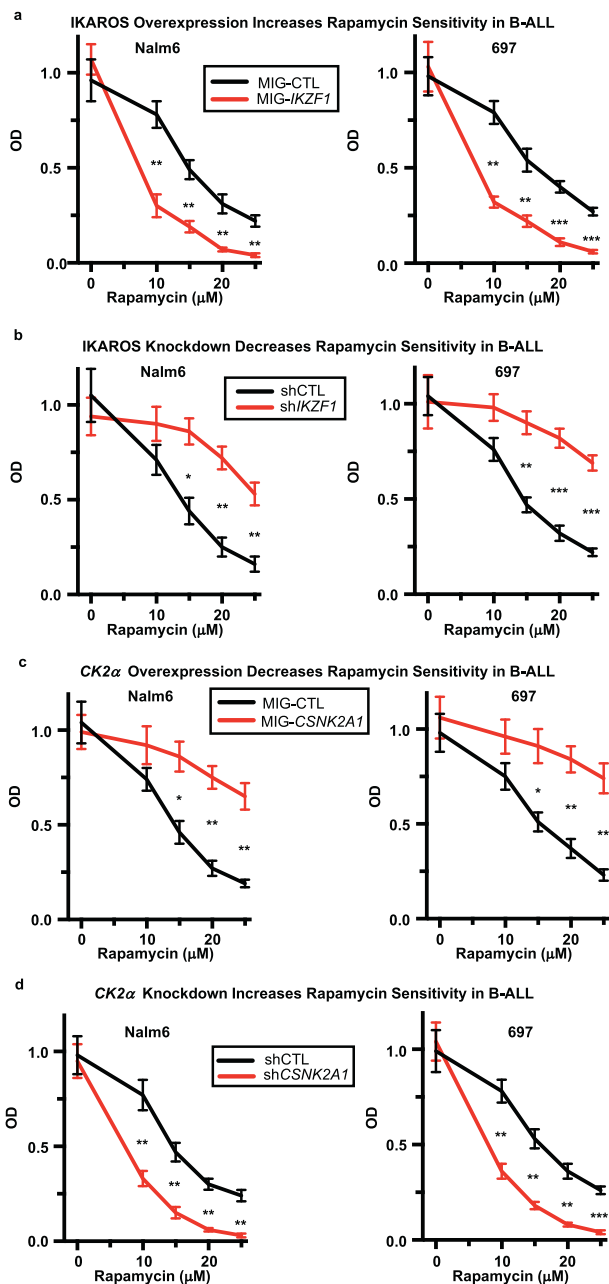 a
IKAROS Overexpression Increases Rapamycin Sensitivity in B-ALL
Nalm6
697
MIG-CTL
MIG-IKZF1
OD
1.0
0.5
0.0
** ** ** **
0 10 20
Rapamycin (μM)
OD
1.0
0.5
0.0
** ** *** ***
0 10 20
Rapamycin (μM)
b
IKAROS Knockdown Decreases Rapamycin Sensitivity in B-ALL
Nalm6
697
shCTL
shIKZF1
OD
1.0
0.5
0.0
* ** **
0 10 20
Rapamycin (μM)
OD
1.0
0.5
0.0
** *** ***
0 10 20
Rapamycin (μM)
c
CK2α Overexpression Decreases Rapamycin Sensitivity in B-ALL
Nalm6
697
MIG-CTL
MIG-CSNK2A1
OD
1.0
0.5
0.0
* ** **
0 10 20
Rapamycin (μM)
OD
1.0
0.5
0.0
* ** **
0 10 20
Rapamycin (μM)
d
CK2α Knockdown Increases Rapamycin Sensitivity in B-ALL
Nalm6
697
shCTL
shCSNK2A1
OD
1.0
0.5
0.0
** ** ** **
0 10 20
Rapamycin (μM)
OD
1.0
0.5
0.0
** ** ** ***
0 10 20
Rapamycin (μM)